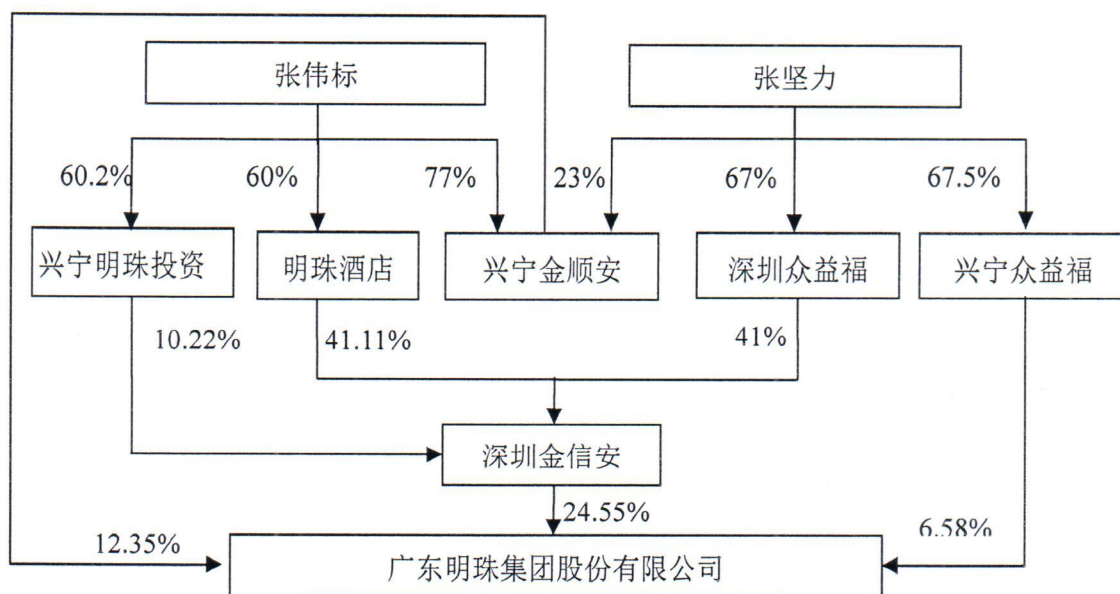 张伟标
张坚力
60.2%
60%
77%
23%
67%
67.5%
兴宁明珠投资
明珠酒店
兴宁金顺安
深圳众益福
兴宁众益福
10.22%
41.11%
41%
深圳金信安
24.55%
12.35%
6.58%
广东明珠集团股份有限公司